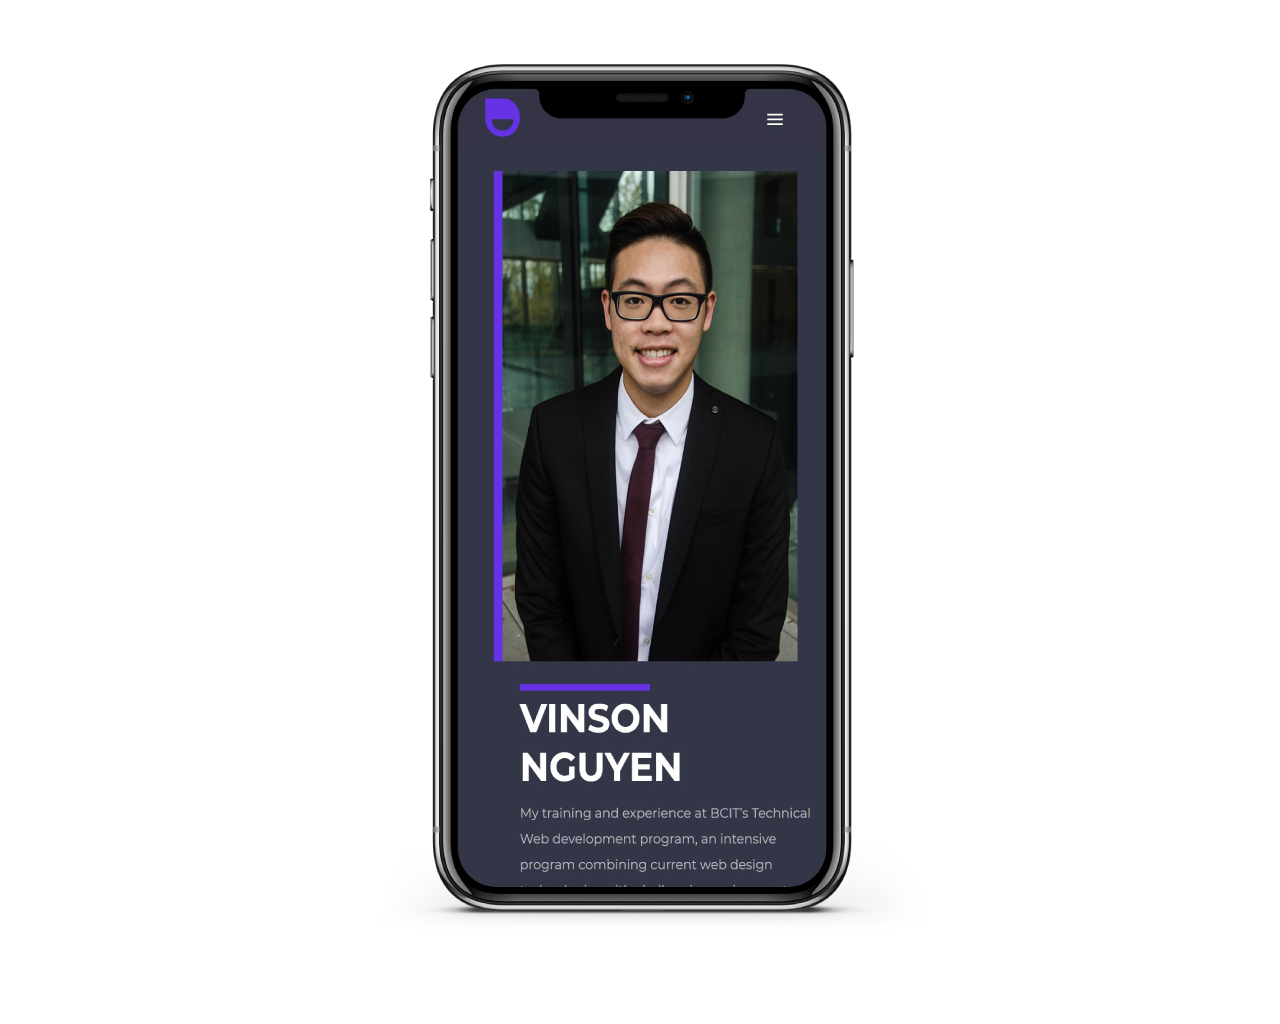 VINSON
NGUYEN
My training and experience at BCIT's Technical
Web development program, an intensive
program combining current web design